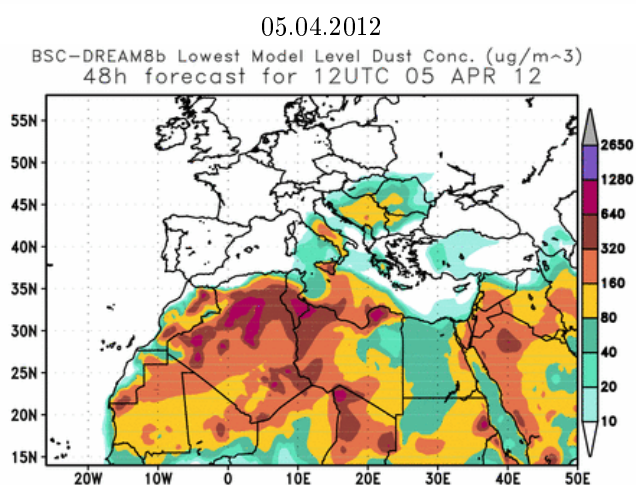 05.04.2012
BSC-DREAM8b Lowest Model Level Dust Conc. (ug/m^3)
48h forecast for 12UTC 05 APR 12
55N
50N
45N
40N
35N
30N
25N
20N
15N
20W 10W 0 10E 20E 30E 40E 50E
2650
1280
640
320
160
80
40
20
10